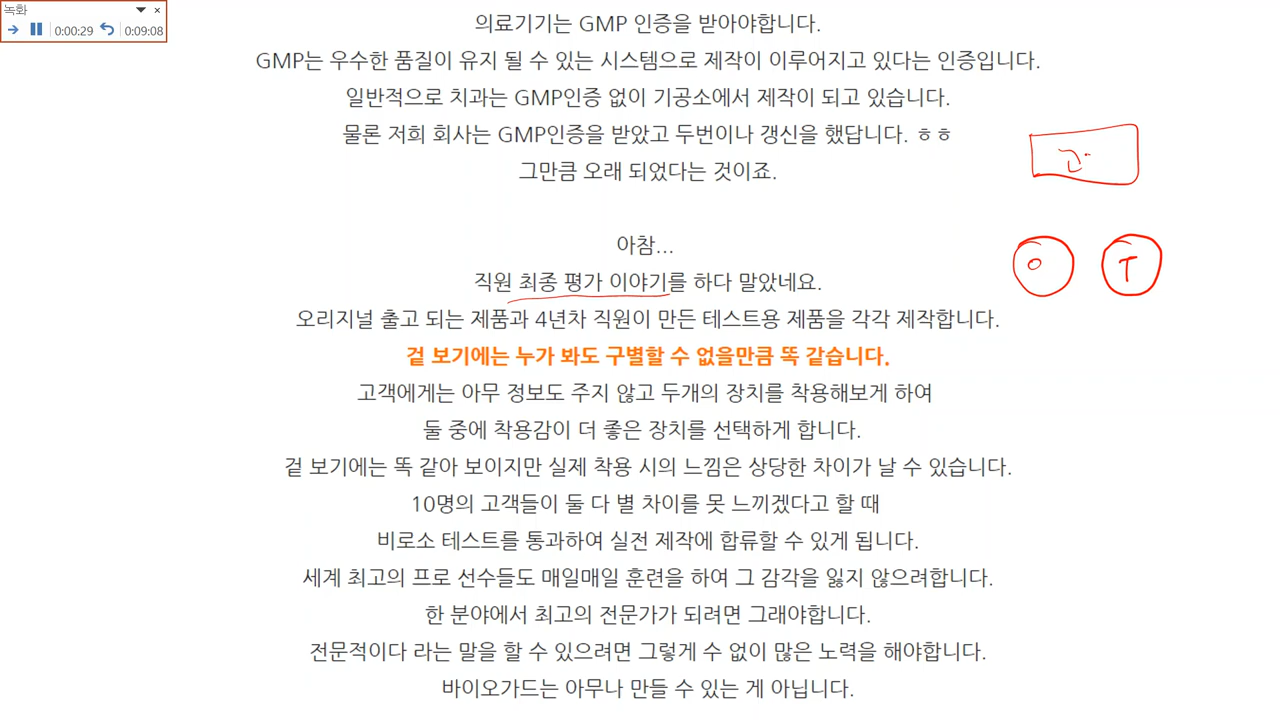 녹화
0:00:29
0:09:08
의료기기는 GMP 인증을 받아야합니다.
GMP는 우수한 품질이 유지 될 수 있는 시스템으로 제작이 이루어지고 있다는 인증입니다.
일반적으로 치과는 GMP인증 없이 기공소에서 제작이 되고 있습니다.
물론 저희 회사는 GMP인증을 받았고 두번이나 갱신을 했답니다. ㅎㅎ
그만큼 오래 되었다는 것이죠.
아참...
직원 최종 평가 이야기를 하다 말았네요.
O T
오리지널 출고 되는 제품과 4년차 직원이 만든 테스트용 제품을 각각 제작합니다.
겉 보기에는 누가 봐도 구별할 수 없을만큼 똑 같습니다.
고객에게는 아무 정보도 주지 않고 두개의 장치를 착용해보게 하여
둘 중에 착용감이 더 좋은 장치를 선택하게 합니다.
겉 보기에는 똑 같아 보이지만 실제 착용 시의 느낌은 상당한 차이가 날 수 있습니다.
10명의 고객들이 둘 다 별 차이를 못 느끼겠다고 할 때
비로소 테스트를 통과하여 실전 제작에 합류할 수 있게 됩니다.
세계 최고의 프로 선수들도 매일매일 훈련을 하여 그 감각을 잃지 않으려합니다.
한 분야에서 최고의 전문가가 되려면 그래야합니다.
전문적이다 라는 말을 할 수 있으려면 그렇게 수 없이 많은 노력을 해야합니다.
바이오가드는 아무나 만들 수 있는 게 아닙니다.